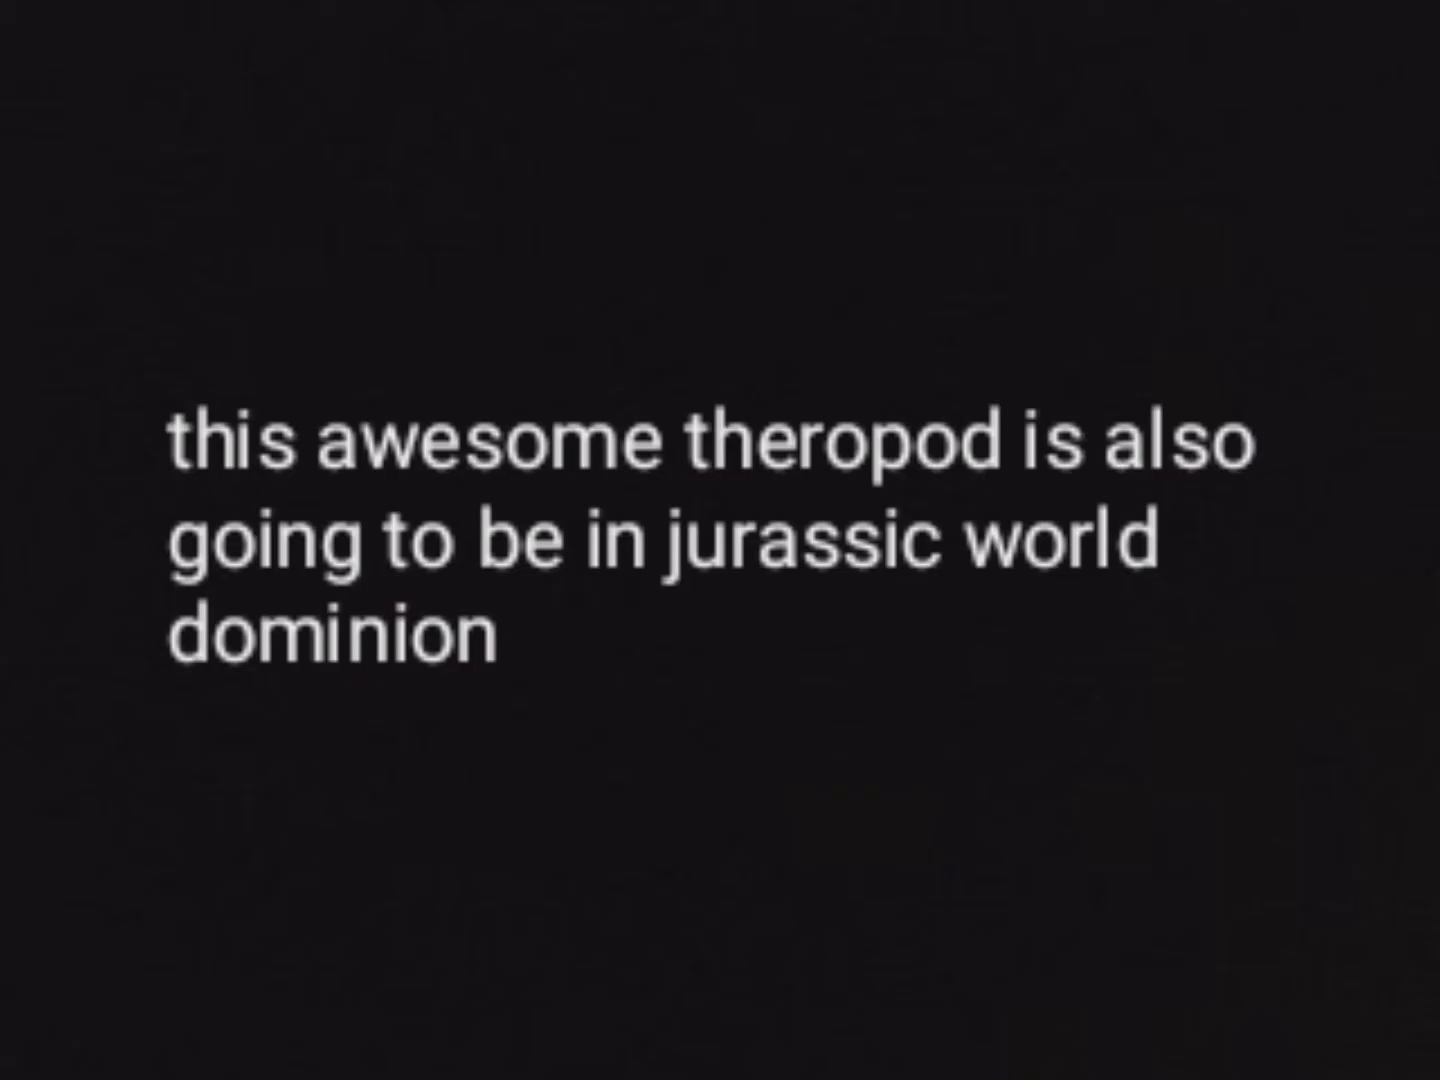 this awesome theropod is also
going to be in jurassic world
dominion